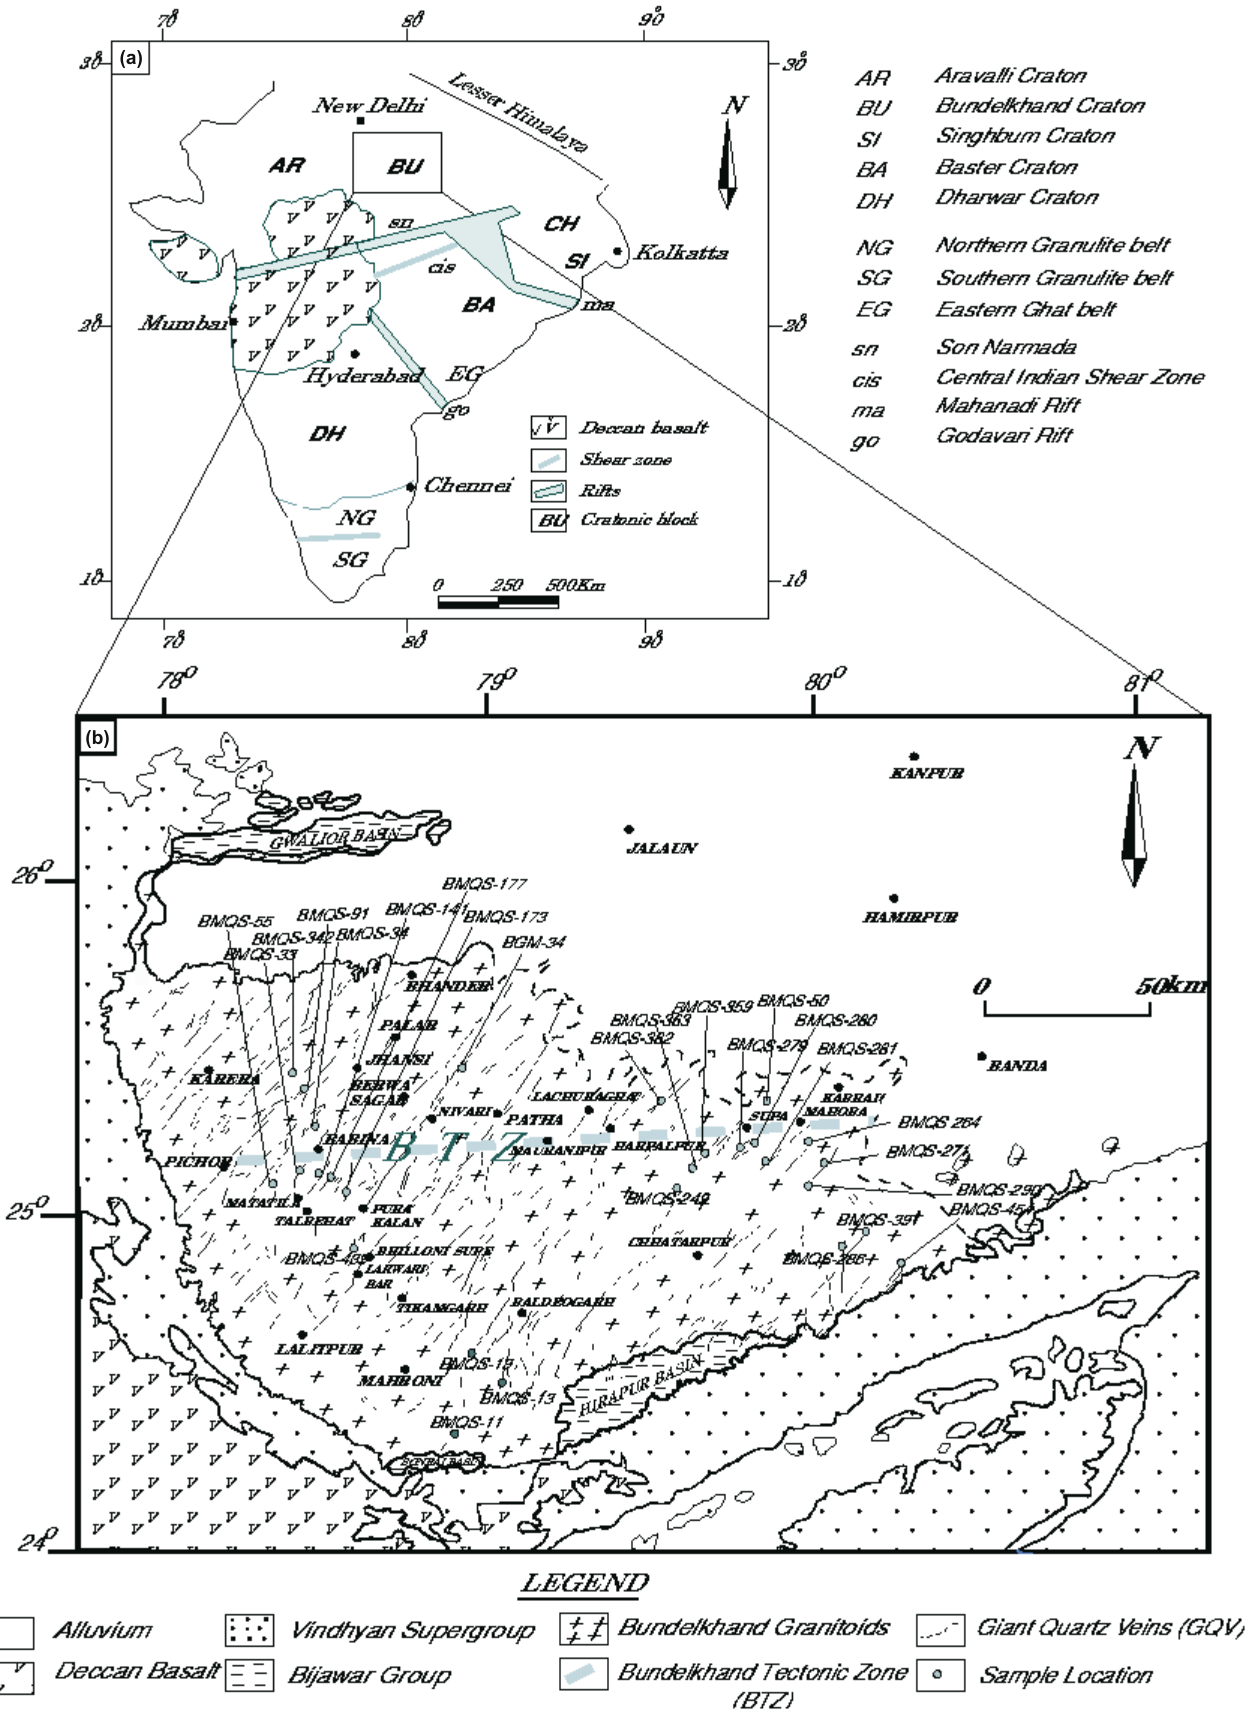 70° 80° 90°
(a)
30° 30°
Lesser Himalaya
New Delhi
N
AR
BU
sn
CH
Kolkatta
cis
SI
BA
ma
Mumbai
20° 20°
Hyderabad
EG
go
DH
Chennei
NG
SG
Deccan basalt
Shear zone
Rifts
BU Cratonic block
10° 10°
0 250 500Km
70° 80° 90°
AR Aravalli Craton
BU Bundelkhand Craton
SI Singhbum Craton
BA Baster Craton
DH Dharwar Craton
NG Northern Granulite belt
SG Southern Granulite belt
EG Eastern Ghat belt
sn Son Narmada
cis Central Indian Shear Zone
ma Mahanadi Rift
go Godavari Rift
78° 79° 80° 81°
(b)
N
KANPUR
GWALIOR BASIN
JALAUN
26°
HAMIRPUR
BMQS-177
BMQS-141
BMQS-173
BMQS-91
BMQS-55
BMQS-342
BMQS-34
BMQS-33
BGM-34
0 50km
BHANDER
BMQS-359
BMQS-50
BMQS-363
BMQS-280
BMQS-362
BMQS-279
BMQS-281
PALAR
JHANSI
BANDA
KARERA
BERWA
SAGAR
LACHURAGHAT
KABRAI
NIVARI
PATHA
SUPA
MAHOBA
BMQS-264
BABINA
B T Z
MAURANIPUR
HARPALPUR
BMQS-271
PICHOR
BMQS-249
BMQS-290
MATATILA
TALBEHAT
PURA
KALAN
25°
BMQS-391
BMQS-286
CHHATARPUR
LAKWARI
BAR
TIKAMGARH
BALDEOGARH
LALITPUR
MAHRONI
BMQS-15
BMQS-13
HIRAPUR BASIN
BMQS-11
24°
LEGEND
Alluvium
Vindhyan Supergroup
Bundelkhand Granitoids
Giant Quartz Veins (GQV)
Deccan Basalt
Bijawar Group
Bundelkhand Tectonic Zone
(BTZ)
Sample Location